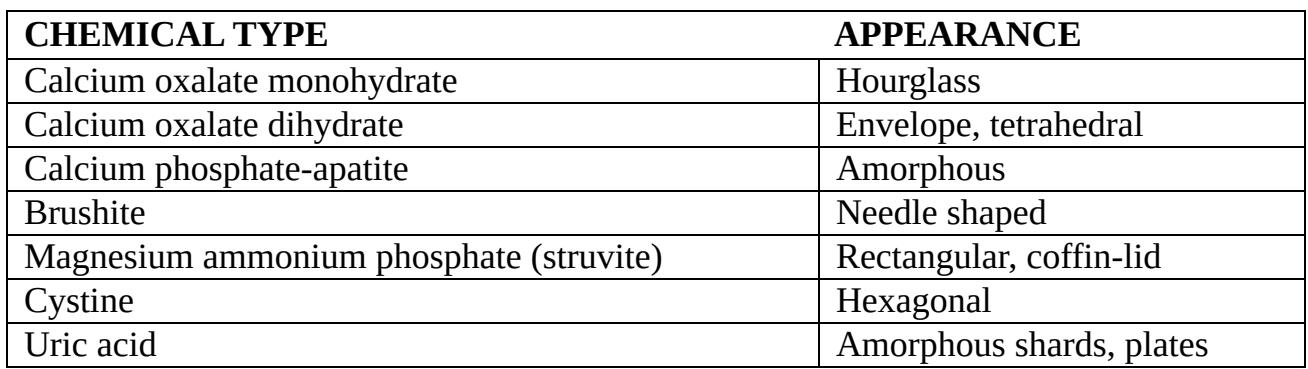 CHEMICAL TYPE APPEARANCE
Calcium oxalate monohydrate Hourglass
Calcium oxalate dihydrate Envelope, tetrahedral
Calcium phosphate-apatite Amorphous
Brushite Needle shaped
Magnesium ammonium phosphate (struvite) Rectangular, coffin-lid
Cystine Hexagonal
Uric acid Amorphous shards, plates